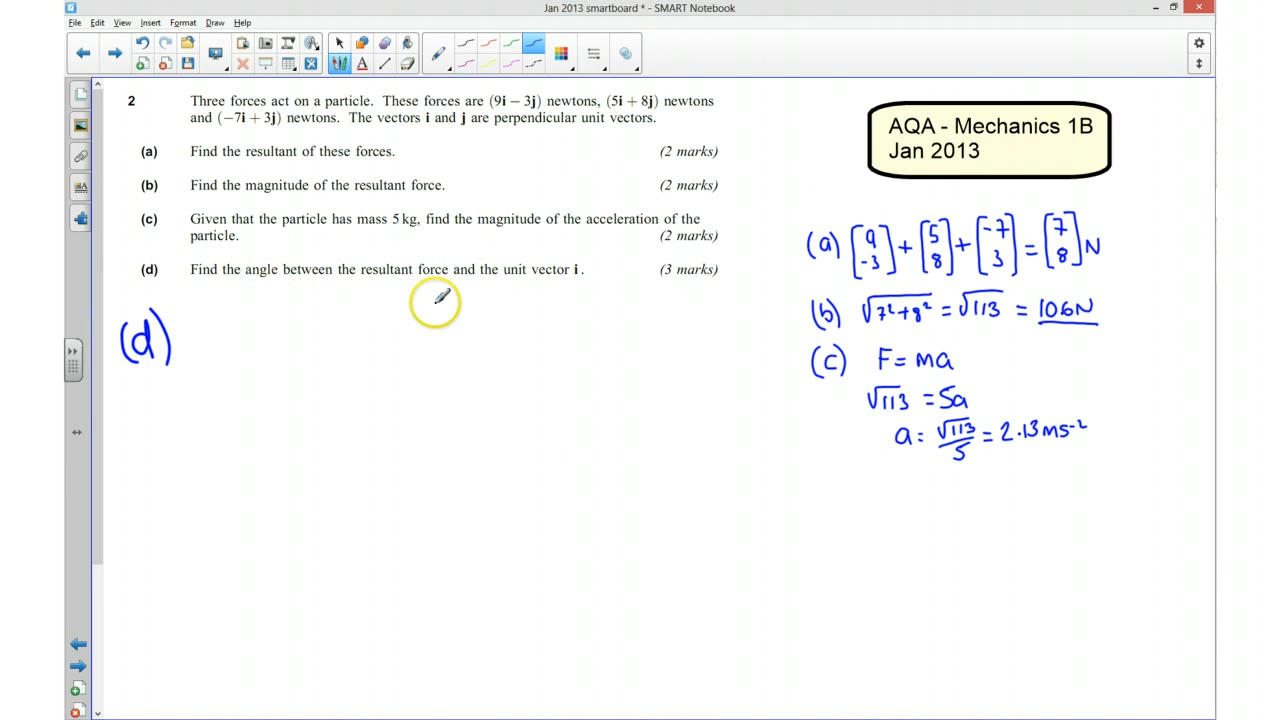 Jan 2013 smartboard * - SMART Notebook
File Edit View Insert Format Draw Help
2 Three forces act on a particle. These forces are (9i − 3j) newtons, (5i + 8j) newtons
and (−7i + 3j) newtons. The vectors i and j are perpendicular unit vectors.
(a) Find the resultant of these forces. (2 marks)
(b) Find the magnitude of the resultant force. (2 marks)
(c) Given that the particle has mass 5 kg, find the magnitude of the acceleration of the
particle. (2 marks)
(d) Find the angle between the resultant force and the unit vector i. (3 marks)
(d)
AQA - Mechanics 1B
Jan 2013
(a) [9 -3] + [5 8] + [-7 3] = [7 8] N
(b) √7²+8² = √113 = 10.6N
(c) F = ma
√113 = 5a
a = √113/5 = 2.13ms⁻²